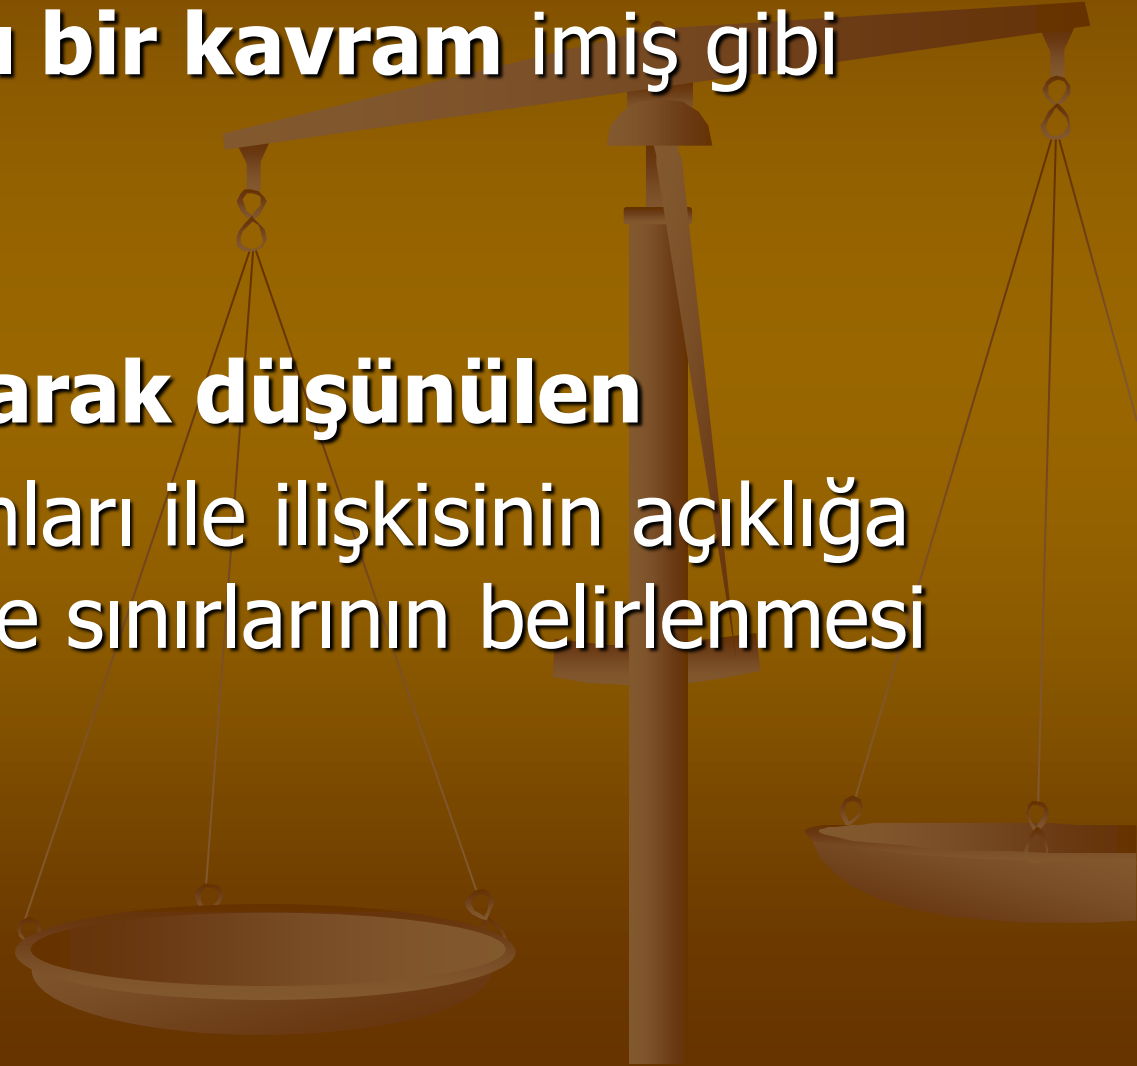 bir kavram imiş gibi
arak düşünülen
ları ile ilişkisinin açıklığa
e sınırlarının belirlenmesi